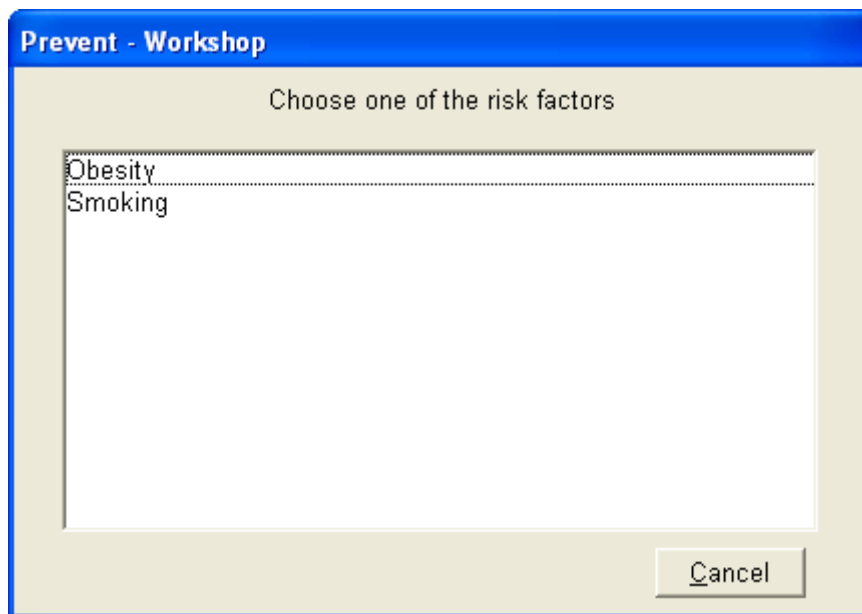 Prevent - Workshop
Choose one of the risk factors
Obesity
Smoking
Cancel